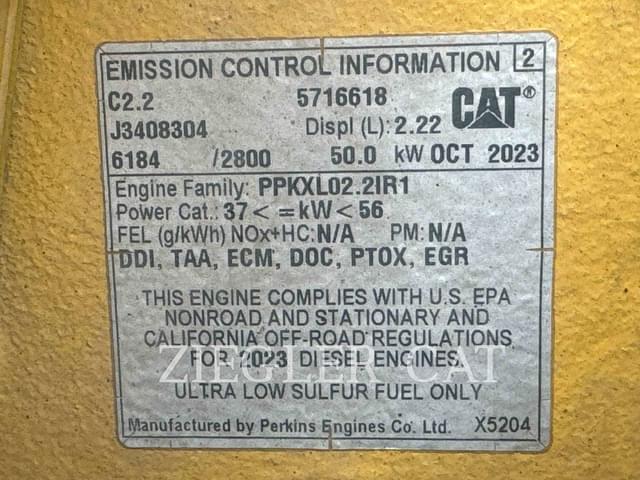 EMISSION CONTROL INFORMATION 2
C2.2 5716618 CAT®
J3408304 Displ (L): 2.22
6184 /2800 50.0 kW OCT 2023
Engine Family: PPKXL02.2IR1
Power Cat.: 37 < =kW < 56
FEL (g/kWh) NOx+HC: N/A PM: N/A
DDI, TAA, ECM, DOC, PTOX, EGR
THIS ENGINE COMPLIES WITH U.S. EPA
NONROAD AND STATIONARY AND
CALIFORNIA OFF-ROAD REGULATIONS
FOR 2023 DIESEL ENGINES.
ZIEGLER CAT
ULTRA LOW SULFUR FUEL ONLY
Manufactured by Perkins Engines Co. Ltd. X5204